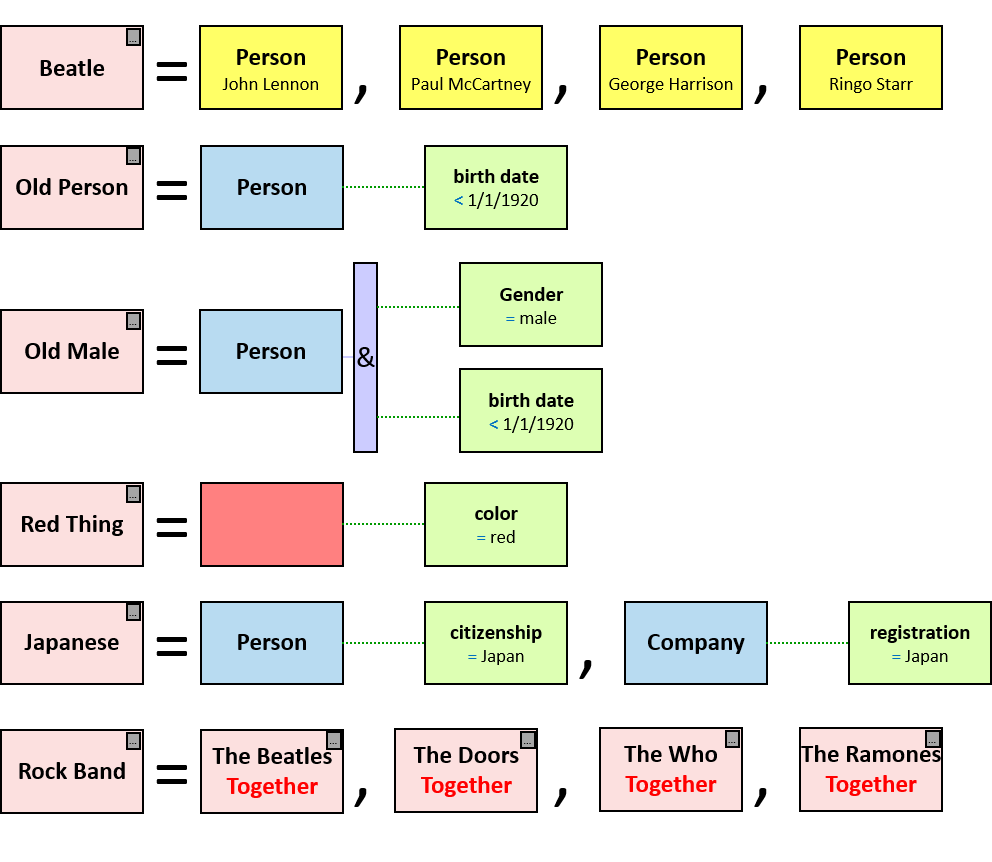 Beatle
...
=
Person
John Lennon
,
Person
Paul McCartney
,
Person
George Harrison
,
Person
Ringo Starr
Old Person
...
=
Person
birth date
< 1/1/1920
Old Male
...
=
Person
&
Gender
= male
birth date
< 1/1/1920
Red Thing
...
=
color
= red
Japanese
...
=
Person
citizenship
= Japan
,
Company
registration
= Japan
Rock Band
...
=
The Beatles
...
Together
,
The Doors
...
Together
,
The Who
...
Together
,
The Ramones
...
Together